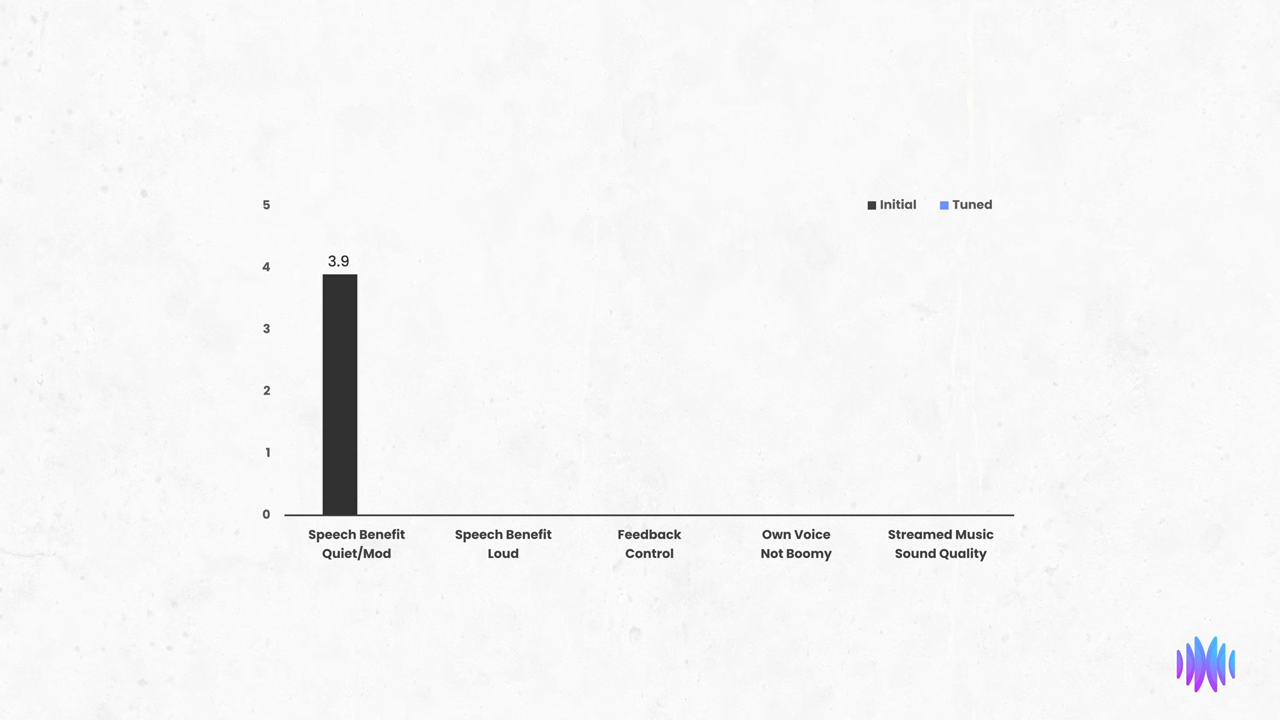 5
Initial
Tuned
4
3.9
3
2
1
0
Speech Benefit
Quiet/Mod
Speech Benefit
Loud
Feedback
Control
Own Voice
Not Boomy
Streamed Music
Sound Quality